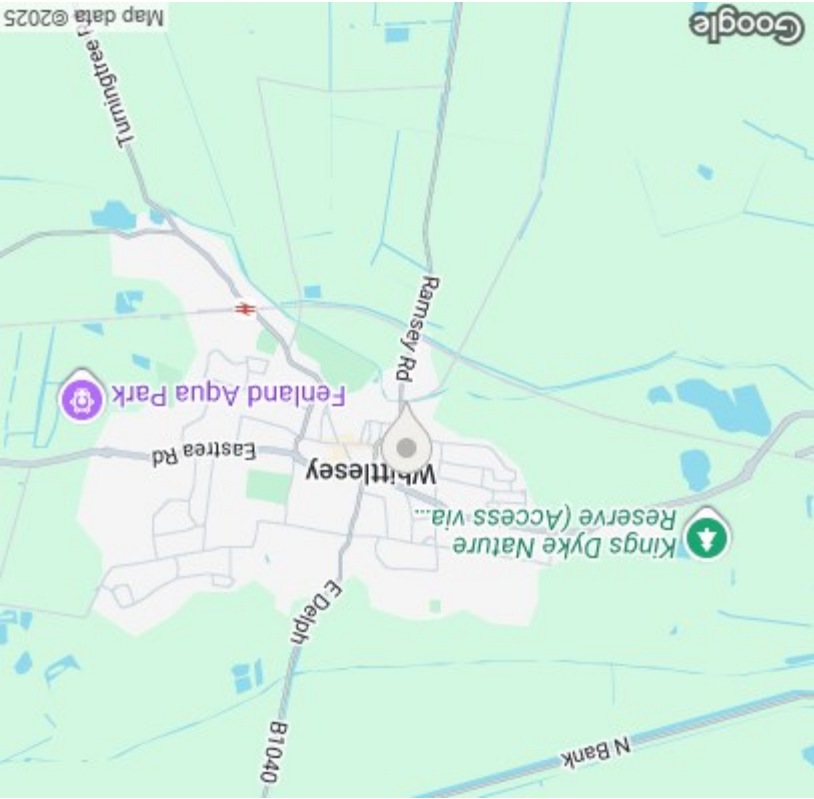 N Bank
B1040
E Delph
Kings Dyke Nature
Reserve (Access via...
Whittlesey
Eastrea Rd
Fenland Aqua Park
Ramsey Rd
Turningtree R
Google
Map data ©2025